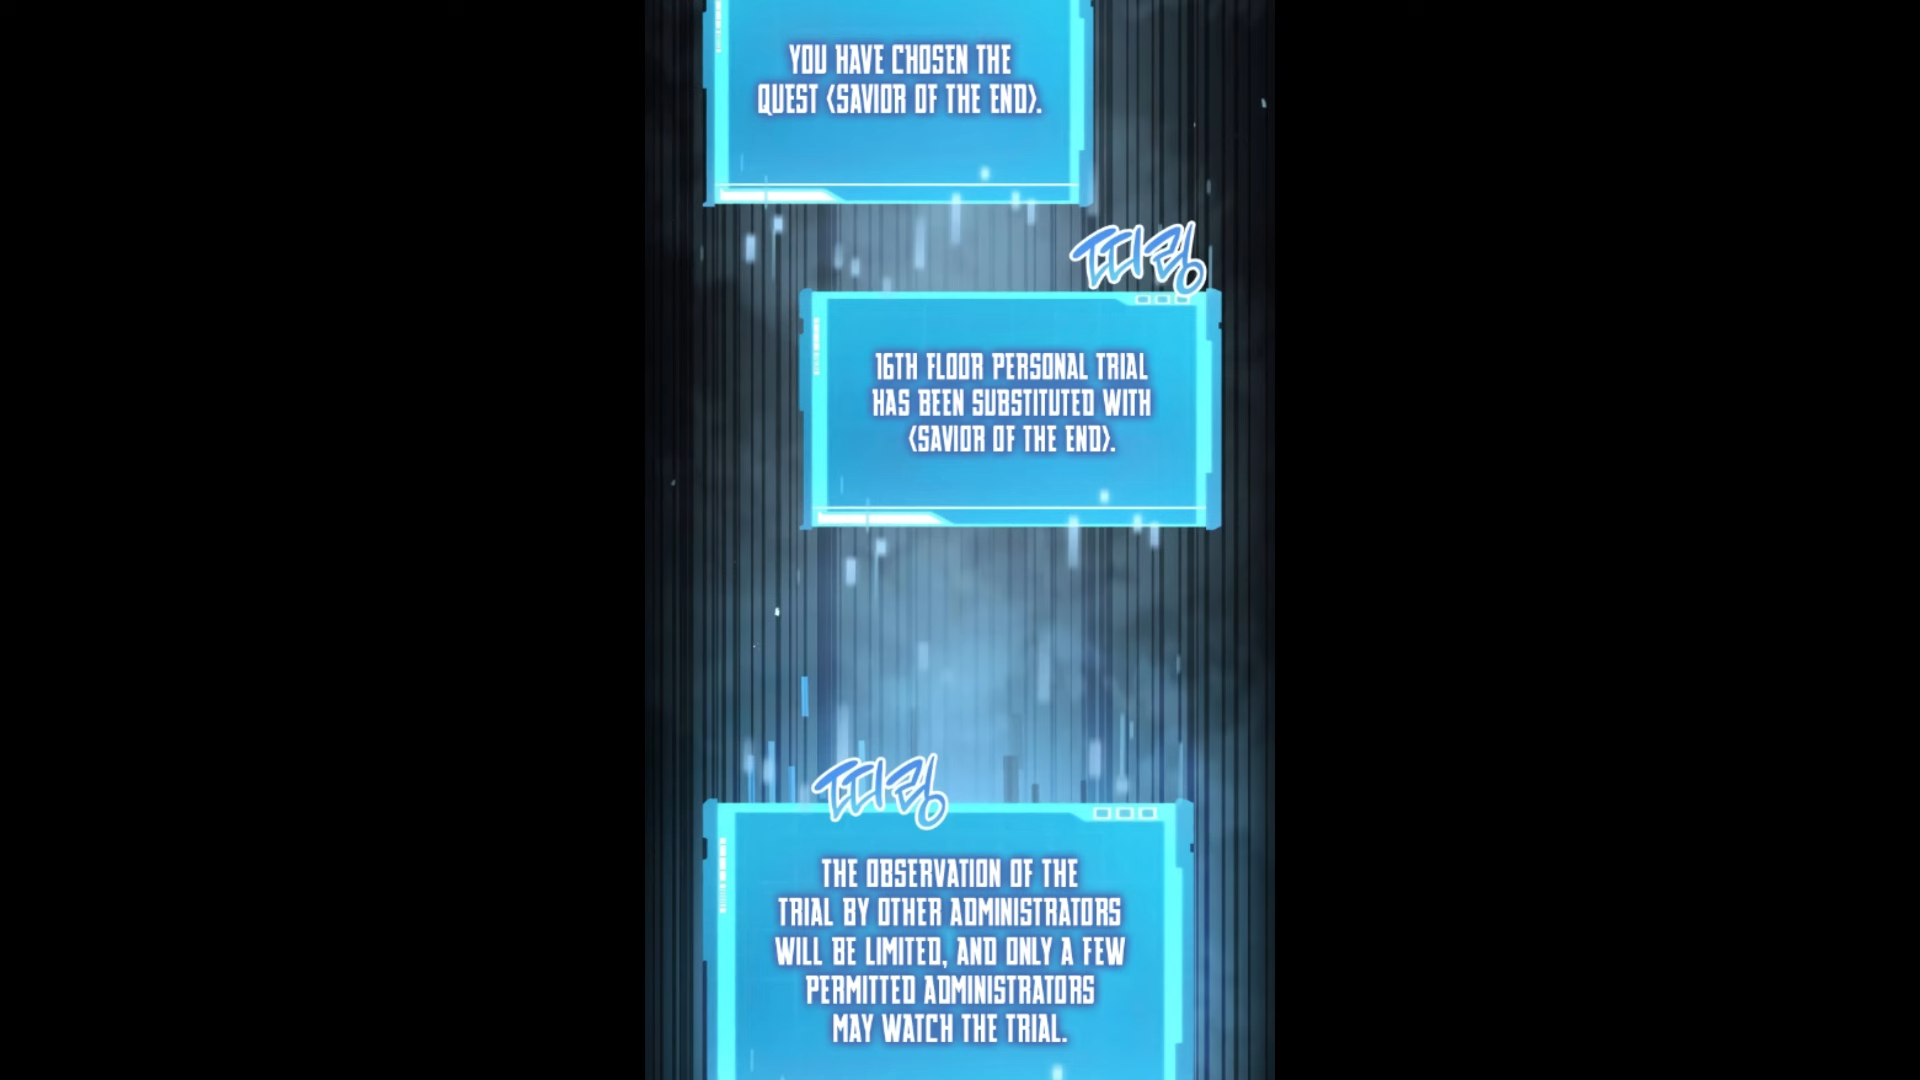 YOU HAVE CHOSEN THE
QUEST <SAVIOR OF THE END>.
띠링
16TH FLOOR PERSONAL TRIAL
HAS BEEN SUBSTITUTED WITH
<SAVIOR OF THE END>.
띠링
THE OBSERVATION OF THE
TRIAL BY OTHER ADMINISTRATORS
WILL BE LIMITED, AND ONLY A FEW
PERMITTED ADMINISTRATORS
MAY WATCH THE TRIAL.